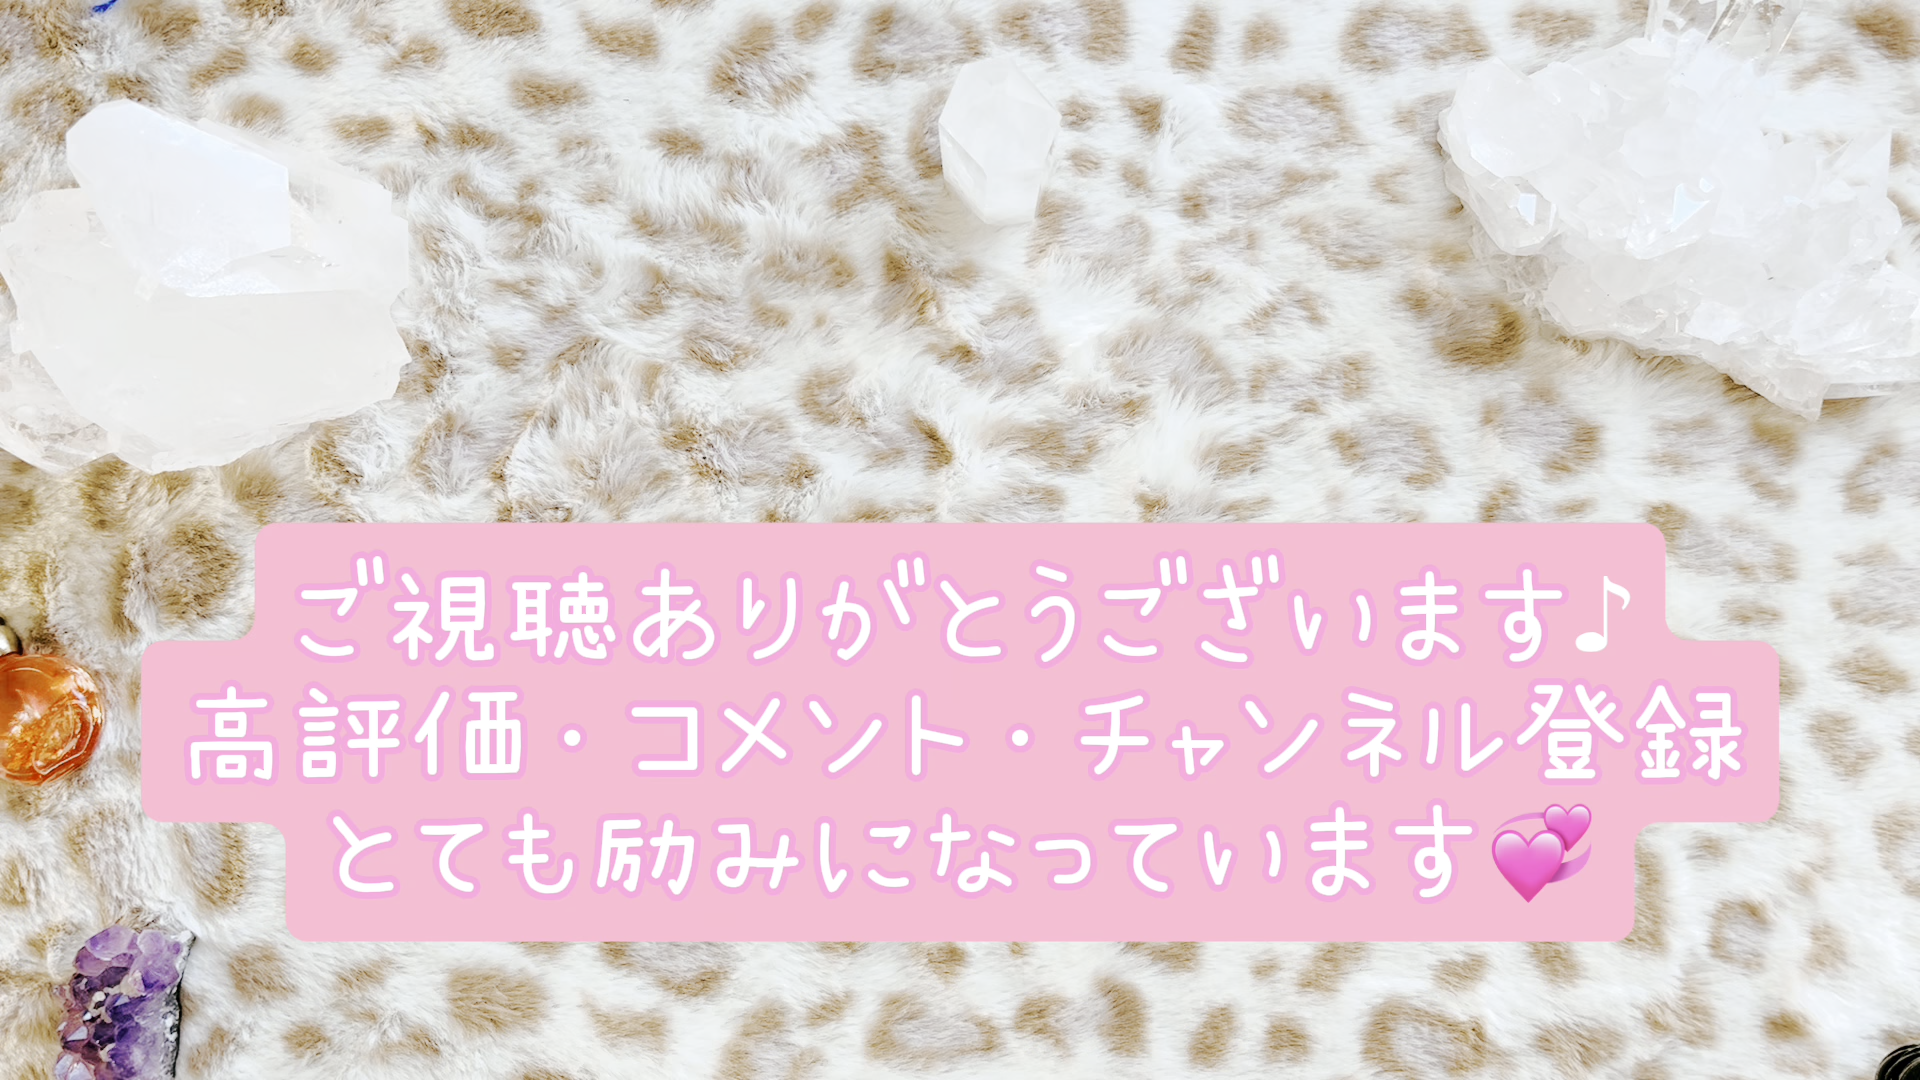 ご視聴ありがとうございます♪
高評価・コメント・チャンネル登録
とても励みになっています💞